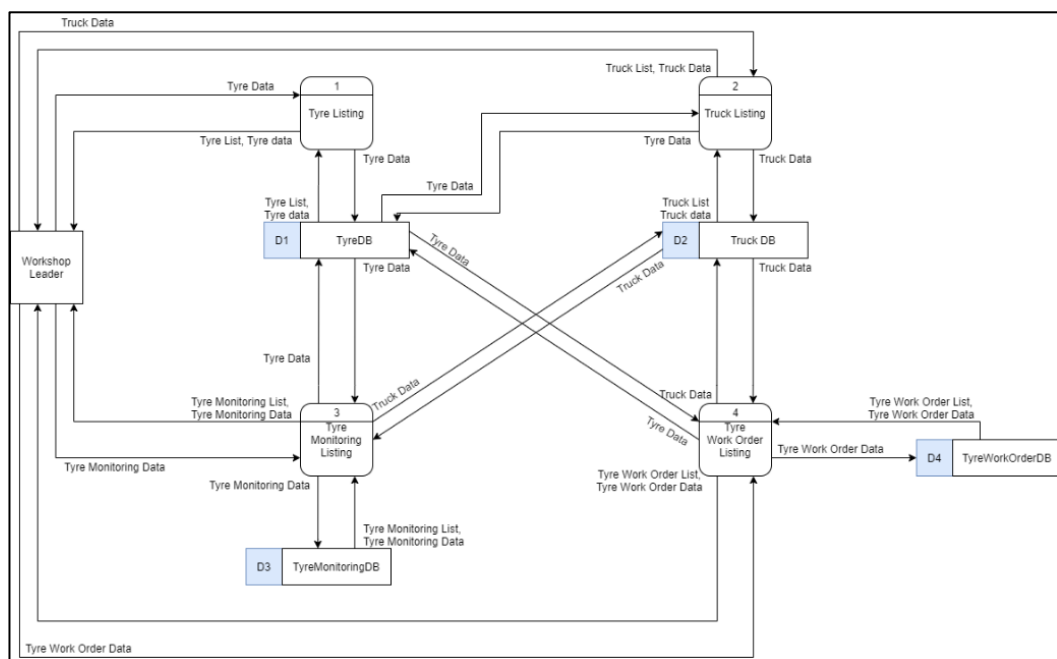 Truck Data
Truck List, Truck Data
1
2
Tyre Data
Tyre Listing
Truck Listing
Tyre List, Tyre data
Tyre Data
Tyre Data
Truck Data
Tyre Data
Tyre List,
Tyre data
Truck List
Truck data
D1
TyreDB
D2
Truck DB
Workshop
Leader
Tyre Data
Tyre Data
Truck Data
Truck Data
Tyre Data
Truck Data
Truck Data
Tyre Monitoring List,
Tyre Monitoring Data
3
Tyre
Monitoring
Listing
4
Tyre
Work Order
Listing
Tyre Data
Tyre Work Order List,
Tyre Work Order Data
Tyre Work Order Data
D4
TyreWorkOrderDB
Tyre Monitoring Data
Tyre Monitoring Data
Tyre Work Order List,
Tyre Work Order Data
Tyre Monitoring List,
Tyre Monitoring Data
D3
TyreMonitoringDB
Tyre Work Order Data